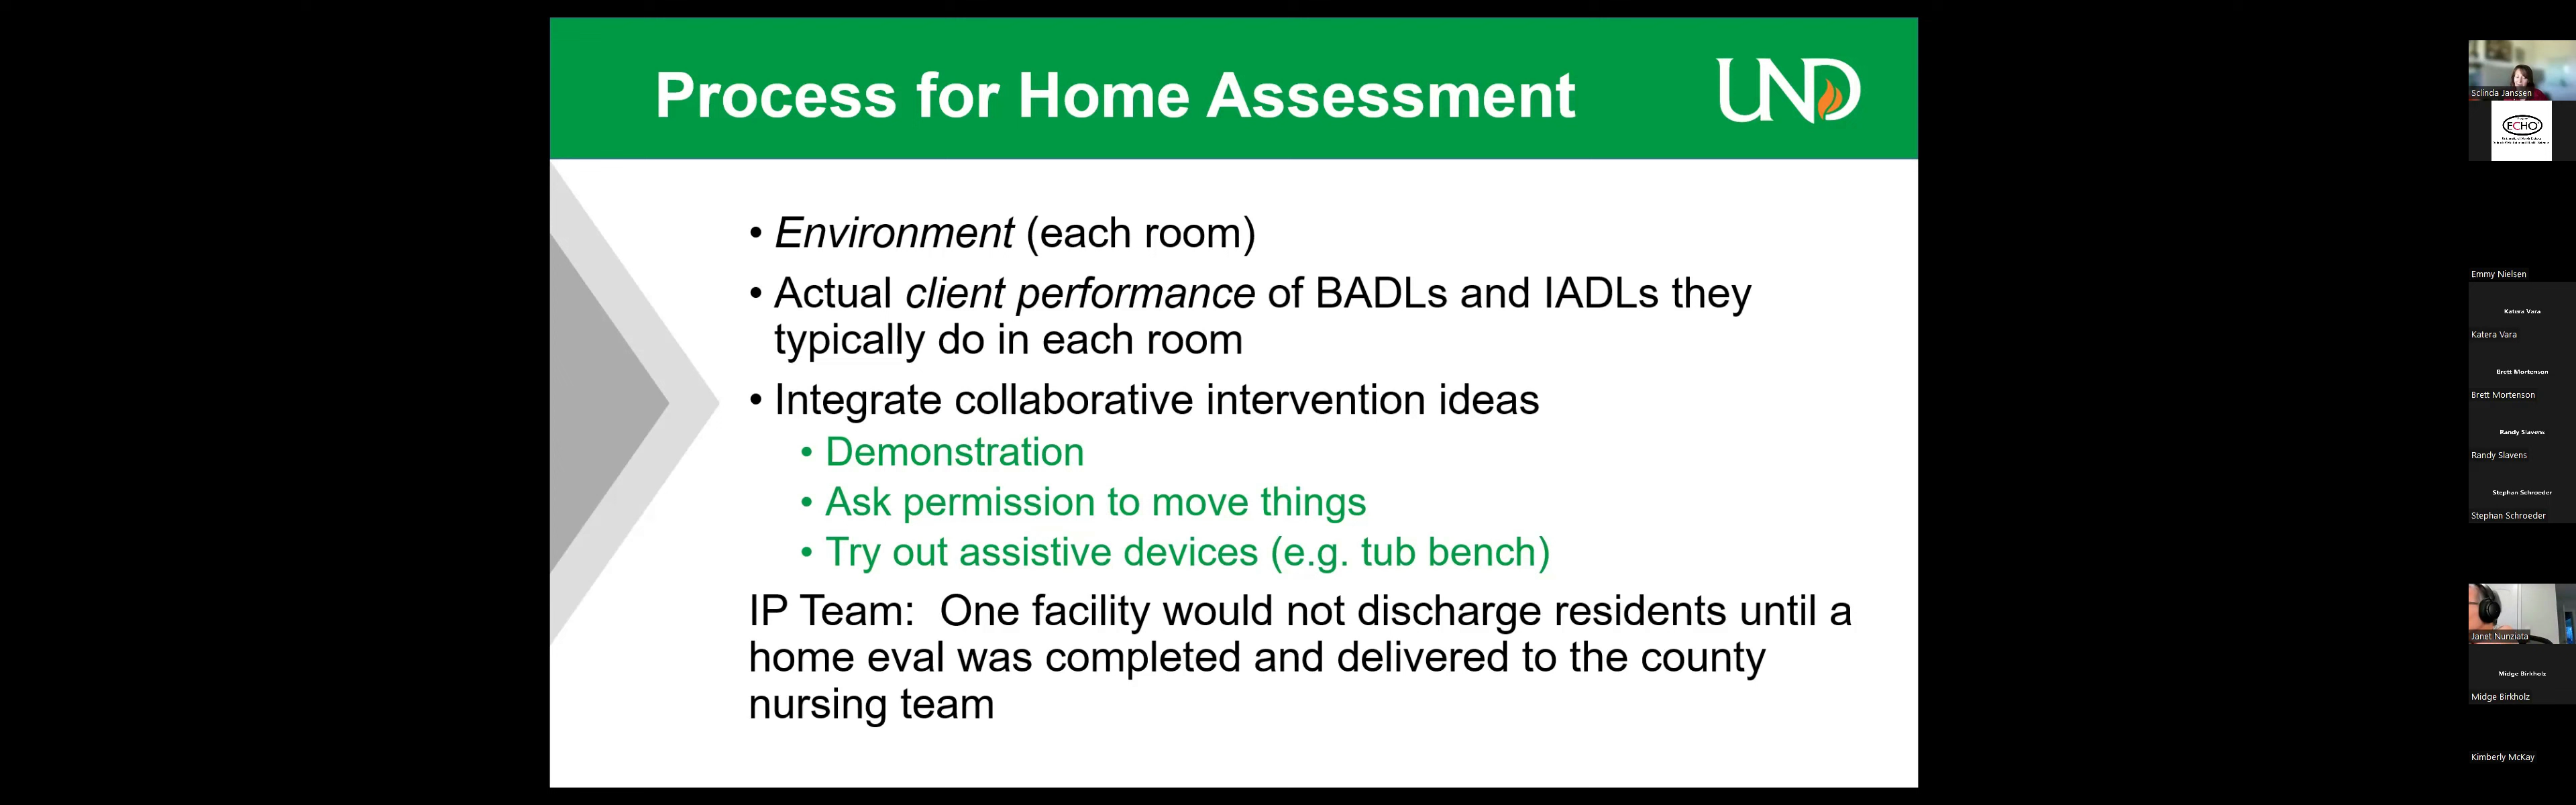 Process for Home Assessment
UND
• Environment (each room)
• Actual client performance of BADLs and IADLs they
typically do in each room
• Integrate collaborative intervention ideas
• Demonstration
• Ask permission to move things
• Try out assistive devices (e.g. tub bench)
IP Team: One facility would not discharge residents until a
home eval was completed and delivered to the county
nursing team
Sclinda Janssen
ECHO
Emmy Nielsen
Katera Vara
Katera Vara
Brett Mortenson
Brett Mortenson
Randy Slavens
Randy Slavens
Stephan Schroeder
Stephan Schroeder
Janet Nunziata
Midge Birkholz
Midge Birkholz
Kimberly McKay